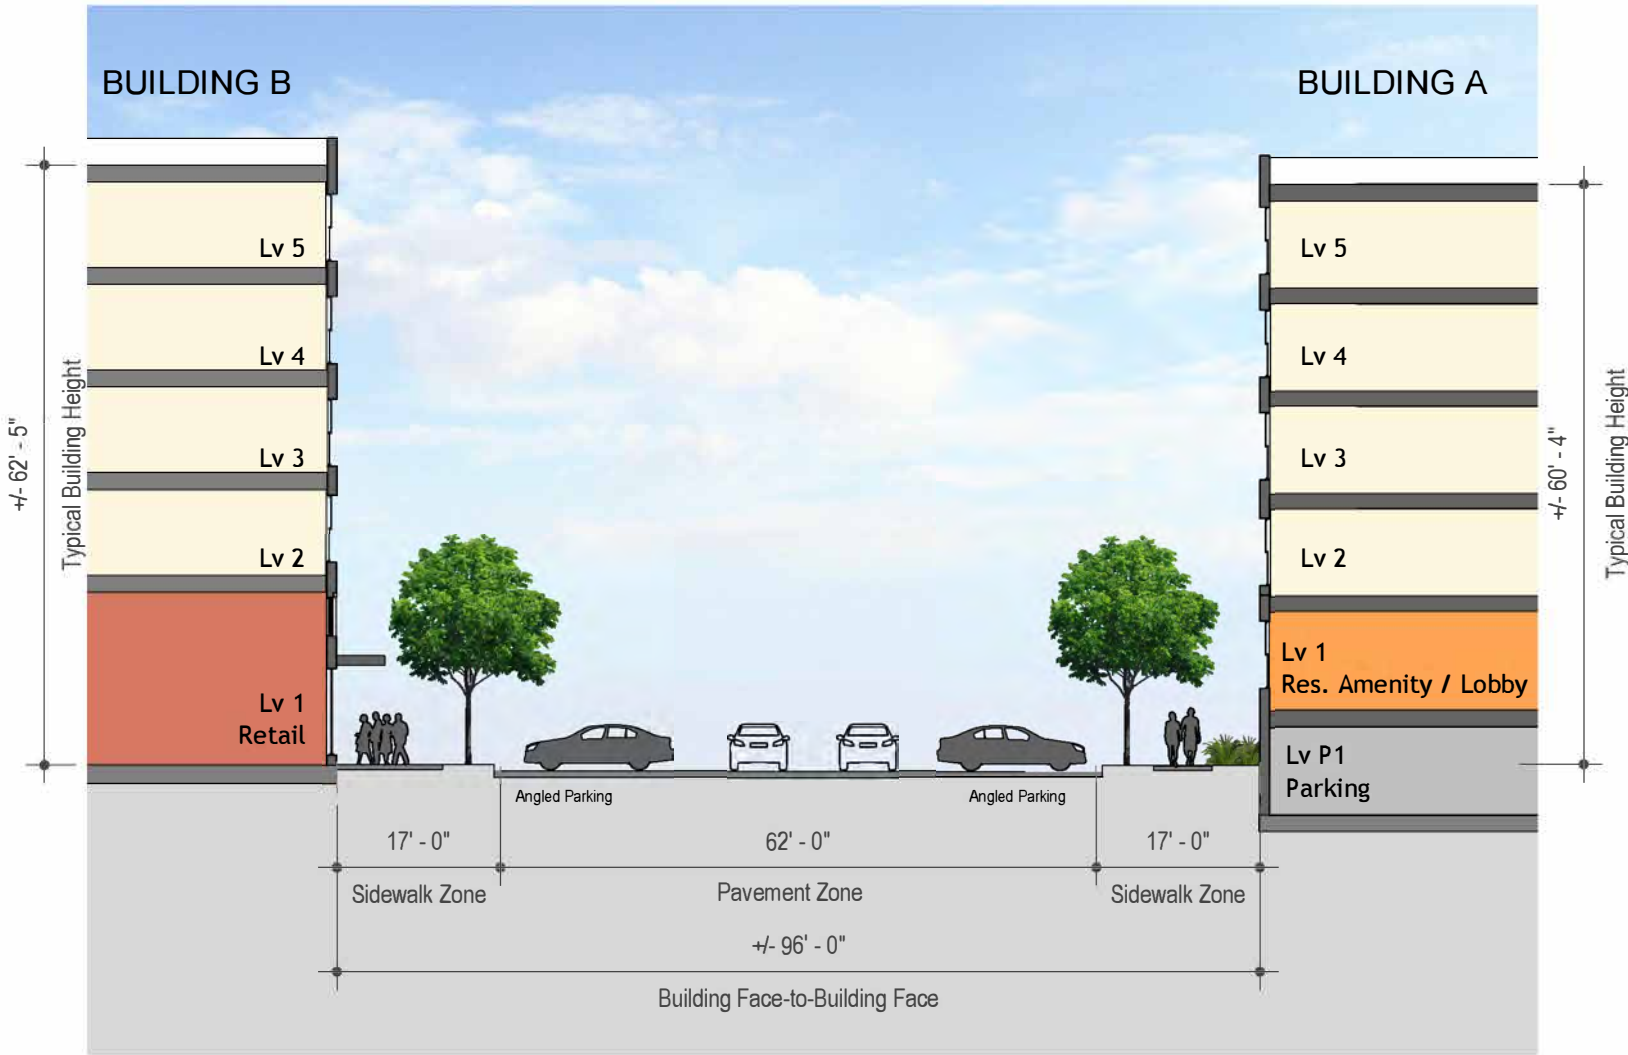 BUILDING B
BUILDING A
Lv 5
Lv 4
Lv 3
Lv 2
Lv 1
Retail
+/- 62' - 5"
Typical Building Height
Lv 5
Lv 4
Lv 3
Lv 2
Lv 1
Res. Amenity / Lobby
Lv P1
Parking
+/- 60' - 4"
Typical Building Height
Angled Parking
Angled Parking
17' - 0"
62' - 0"
17' - 0"
Sidewalk Zone
Pavement Zone
Sidewalk Zone
+/- 96' - 0"
Building Face-to-Building Face